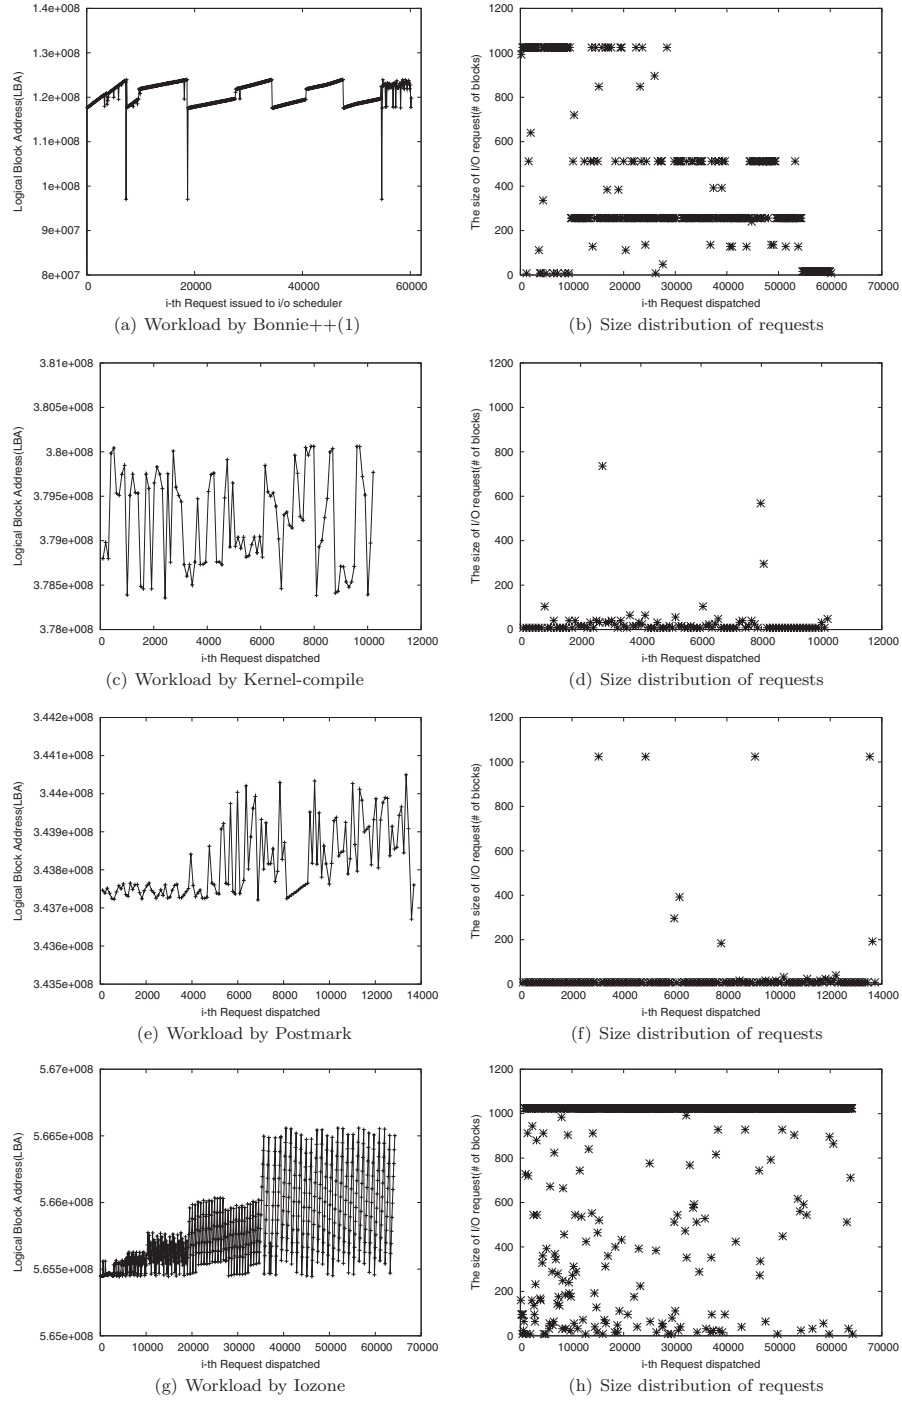 1.4e+008
1.3e+008
1.2e+008
1.1e+008
1e+008
9e+007
8e+007
Logical Block Address(LBA)
0 20000 40000 60000
i-th Request issued to i/o scheduler
(a) Workload by Bonnie++(1)
1200
1000
800
600
400
200
0
The size of I/O request(# of blocks)
0 10000 20000 30000 40000 50000 60000 70000
i-th Request dispatched
(b) Size distribution of requests
3.81e+008
3.805e+008
3.8e+008
3.795e+008
3.79e+008
3.785e+008
3.78e+008
Logical Block Address(LBA)
0 2000 4000 6000 8000 10000 12000
i-th Request dispatched
(c) Workload by Kernel-compile
1200
1000
800
600
400
200
0
The size of I/O request(# of blocks)
0 2000 4000 6000 8000 10000 12000
i-th Request dispatched
(d) Size distribution of requests
3.442e+008
3.441e+008
3.44e+008
3.439e+008
3.438e+008
3.437e+008
3.436e+008
3.435e+008
Logical Block Address(LBA)
0 2000 4000 6000 8000 10000 12000 14000
i-th Request dispatched
(e) Workload by Postmark
1200
1000
800
600
400
200
0
The size of I/O request(# of blocks)
0 2000 4000 6000 8000 10000 12000 14000
i-th Request dispatched
(f) Size distribution of requests
5.67e+008
5.665e+008
5.66e+008
5.655e+008
5.65e+008
Logical Block Address(LBA)
0 10000 20000 30000 40000 50000 60000 70000
i-th Request dispatched
(g) Workload by Iozone
1200
1000
800
600
400
200
0
The size of I/O request(# of blocks)
0 10000 20000 30000 40000 50000 60000 70000
i-th Request dispatched
(h) Size distribution of requests